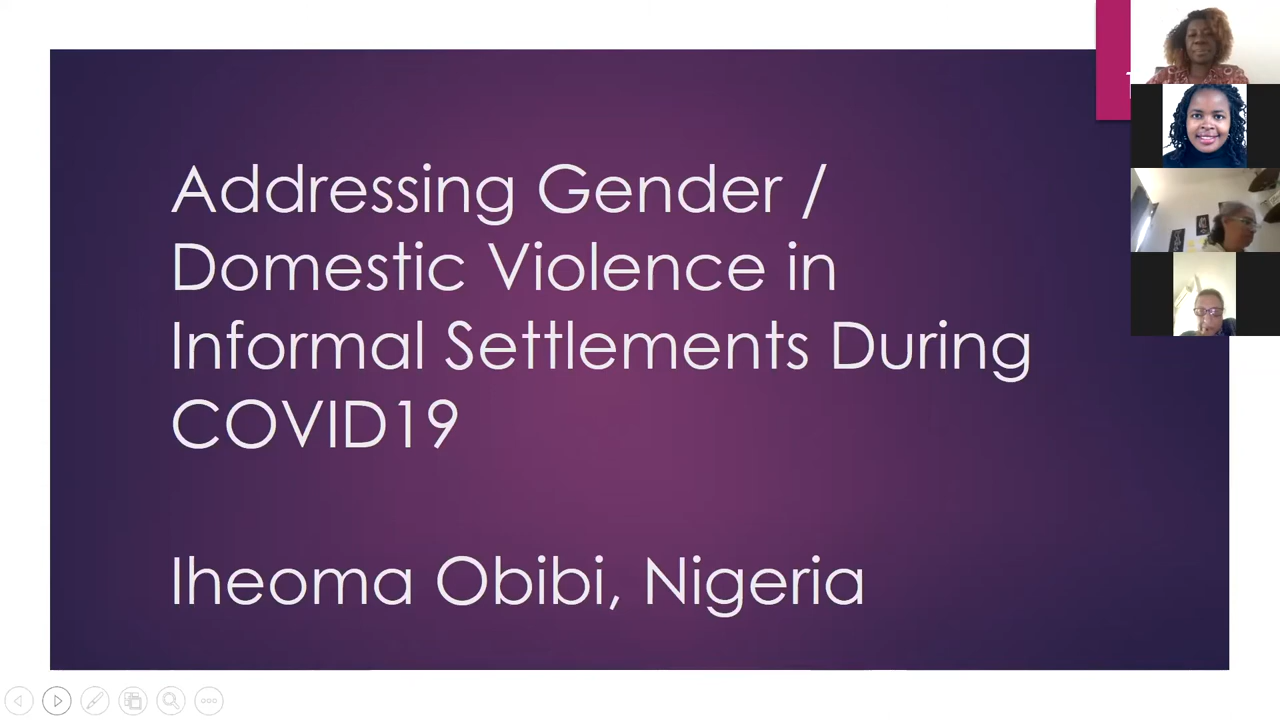 Addressing Gender /
Domestic Violence in
Informal Settlements During
COVID19
Iheoma Obibi, Nigeria